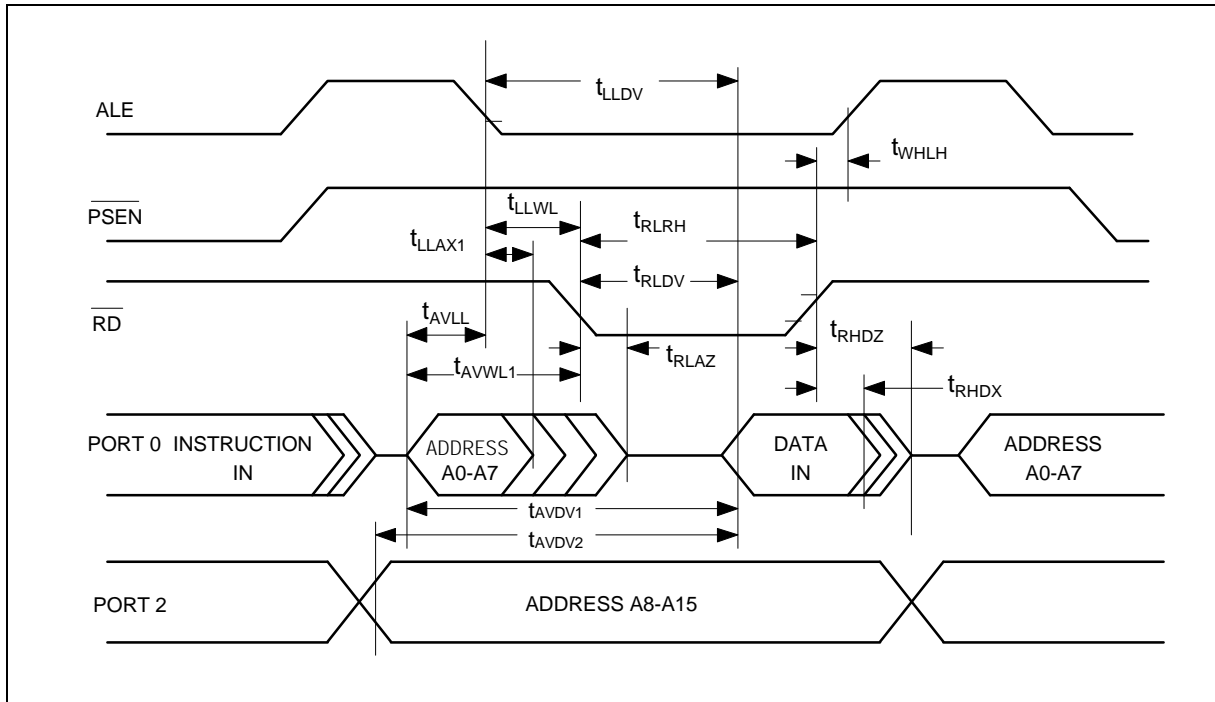 ALE
tLLDV
tWHLH
PSEN
tLLWL
tRLRH
tLLAX1
tRLDV
RD
tAVLL
tRLAZ
tRHDZ
tAVWL1
tRHDX
PORT 0 INSTRUCTION IN
ADDRESS A0-A7
DATA IN
ADDRESS A0-A7
tAVDV1
tAVDV2
PORT 2
ADDRESS A8-A15